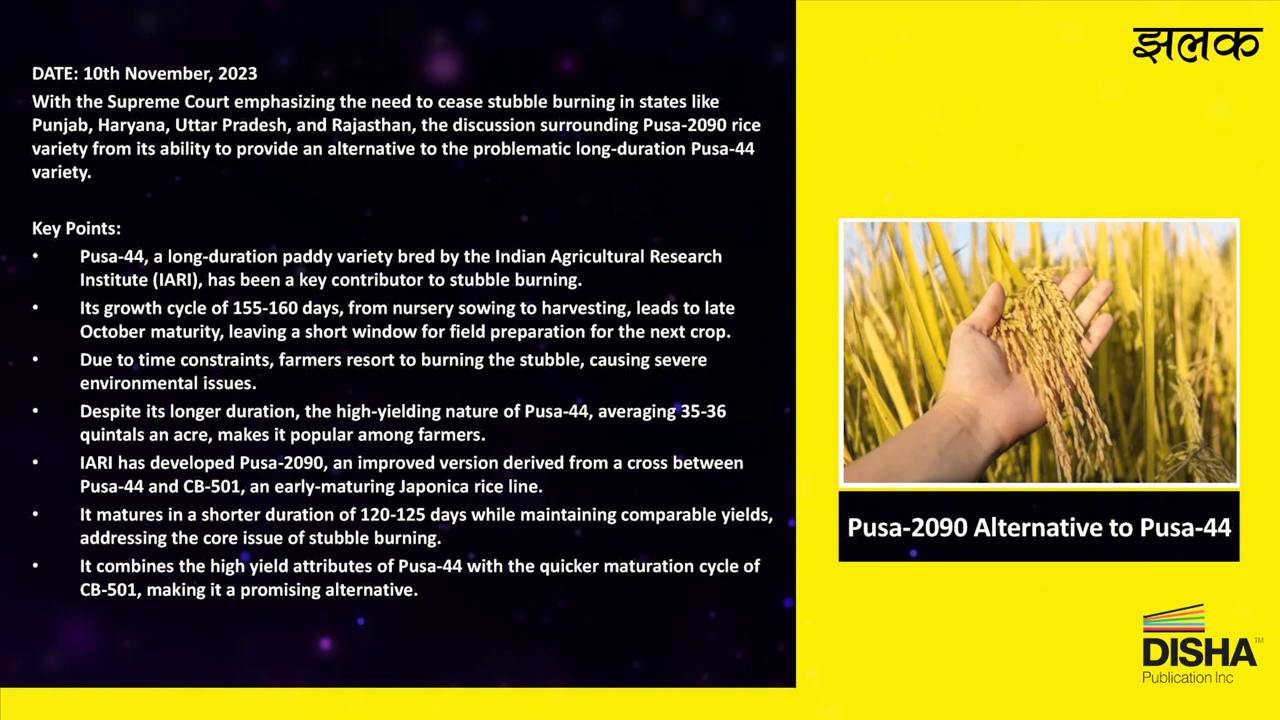 झलक
DATE: 10th November, 2023
With the Supreme Court emphasizing the need to cease stubble burning in states like
Punjab, Haryana, Uttar Pradesh, and Rajasthan, the discussion surrounding Pusa-2090 rice
variety from its ability to provide an alternative to the problematic long-duration Pusa-44
variety.
Key Points:
• Pusa-44, a long-duration paddy variety bred by the Indian Agricultural Research
Institute (IARI), has been a key contributor to stubble burning.
• Its growth cycle of 155-160 days, from nursery sowing to harvesting, leads to late
October maturity, leaving a short window for field preparation for the next crop.
• Due to time constraints, farmers resort to burning the stubble, causing severe
environmental issues.
• Despite its longer duration, the high-yielding nature of Pusa-44, averaging 35-36
quintals an acre, makes it popular among farmers.
• IARI has developed Pusa-2090, an improved version derived from a cross between
Pusa-44 and CB-501, an early-maturing Japonica rice line.
• It matures in a shorter duration of 120-125 days while maintaining comparable yields,
addressing the core issue of stubble burning.
• It combines the high yield attributes of Pusa-44 with the quicker maturation cycle of
CB-501, making it a promising alternative.
Pusa-2090 Alternative to Pusa-44
DISHA™
Publication Inc